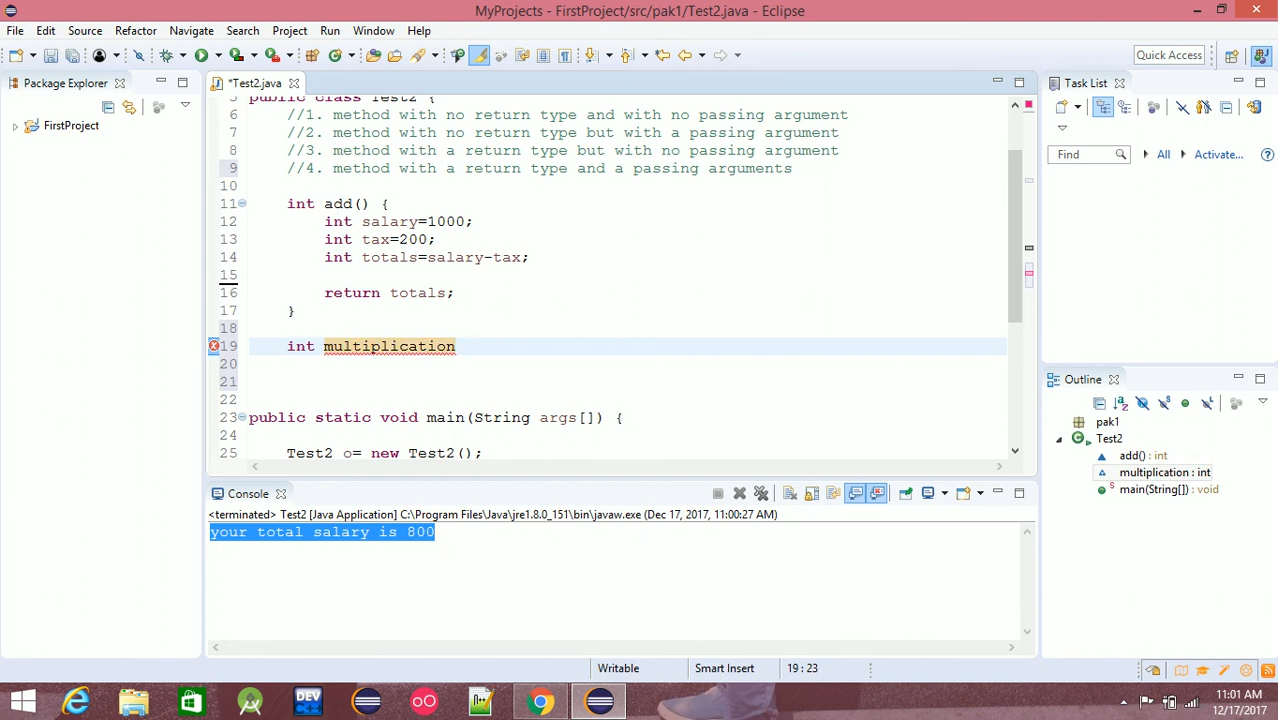 MyProjects - FirstProject/src/pak1/Test2.java - Eclipse
File Edit Source Refactor Navigate Search Project Run Window Help
Quick Access
Package Explorer
FirstProject
*Test2.java
5 public class Test2 {
6 //1. method with no return type and with no passing argument
7 //2. method with no return type but with a passing argument
8 //3. method with a return type but with no passing argument
9 //4. method with a return type and a passing arguments
10
11 int add() {
12 int salary=1000;
13 int tax=200;
14 int totals=salary-tax;
15
16 return totals;
17 }
18
19 int multiplication
20
21
22
23 public static void main(String args[]) {
24
25 Test2 o= new Test2();
Task List
Find All Activate...
Outline
pak1
Test2
add() : int
multiplication : int
main(String[]) : void
Console
<terminated> Test2 [Java Application] C:\Program Files\Java\jre1.8.0_151\bin\javaw.exe (Dec 17, 2017, 11:00:27 AM)
your total salary is 800
Writable Smart Insert 19 : 23
DEV
11:01 AM
12/17/2017